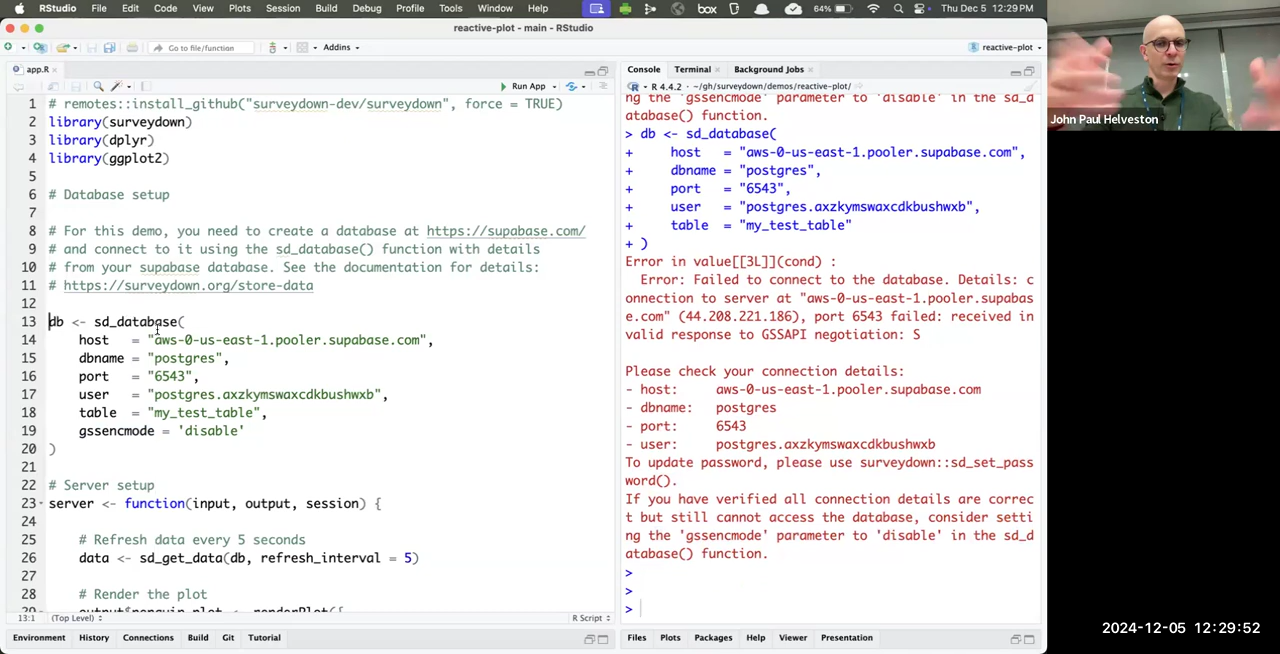 RStudio File Edit Code View Plots Session Build Debug Profile Tools Window Help box 64% Thu Dec 5 12:29 PM
reactive-plot - main - RStudio
Go to file/function Addins reactive-plot
app.R
Run App
1 # remotes::install_github("surveydown-dev/surveydown", force = TRUE)
2 library(surveydown)
3 library(dplyr)
4 library(ggplot2)
5
6 # Database setup
7
8 # For this demo, you need to create a database at https://supabase.com/
9 # and connect to it using the sd_database() function with details
10 # from your supabase database. See the documentation for details:
11 # https://surveydown.org/store-data
12
13 db <- sd_database(
14 host = "aws-0-us-east-1.pooler.supabase.com",
15 dbname = "postgres",
16 port = "6543",
17 user = "postgres.axzkymswaxcdkbushwxb",
18 table = "my_test_table",
19 gssencmode = 'disable'
20 )
21
22 # Server setup
23 server <- function(input, output, session) {
24
25 # Refresh data every 5 seconds
26 data <- sd_get_data(db, refresh_interval = 5)
27
28 # Render the plot
29 output$penguin_plot <- renderPlot({
13:1 (Top Level) R Script
Environment History Connections Build Git Tutorial
Console Terminal Background Jobs
R 4.4.2 · ~/gh/surveydown/demos/reactive-plot/
ng the 'gssencmode' parameter to 'disable' in the sd_d
atabase() function.
> db <- sd_database(
+ host = "aws-0-us-east-1.pooler.supabase.com",
+ dbname = "postgres",
+ port = "6543",
+ user = "postgres.axzkymswaxcdkbushwxb",
+ table = "my_test_table"
+ )
Error in value[[3L]](cond) :
Error: Failed to connect to the database. Details: c
onnection to server at "aws-0-us-east-1.pooler.supabas
e.com" (44.208.221.186), port 6543 failed: received in
valid response to GSSAPI negotiation: S
Please check your connection details:
- host: aws-0-us-east-1.pooler.supabase.com
- dbname: postgres
- port: 6543
- user: postgres.axzkymswaxcdkbushwxb
To update password, please use surveydown::sd_set_pass
word().
If you have verified all connection details are correc
t but still cannot access the database, consider setti
ng the 'gssencmode' parameter to 'disable' in the sd_d
atabase() function.
>
>
>
Files Plots Packages Help Viewer Presentation
John Paul Helveston
2024-12-05 12:29:52